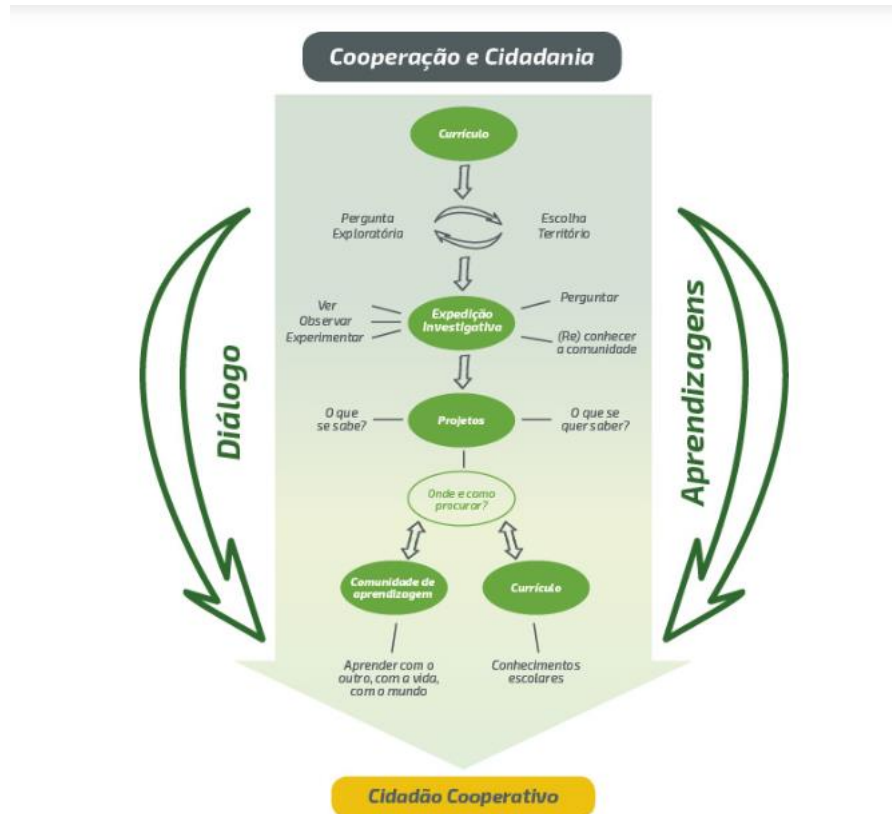 Cooperação e Cidadania
Currículo
Pergunta
Exploratória
Escolha
Território
Ver
Observar
Experimentar
Expedição
Investigativa
Perguntar
(Re) conhecer
a comunidade
Diálogo
Aprendizagens
O que
se sabe?
Projetos
O que se
quer saber?
Onde e como
procurar?
Comunidade de
aprendizagem
Currículo
Aprender com o
outro, com a vida,
com o mundo
Conhecimentos
escolares
Cidadão Cooperativo